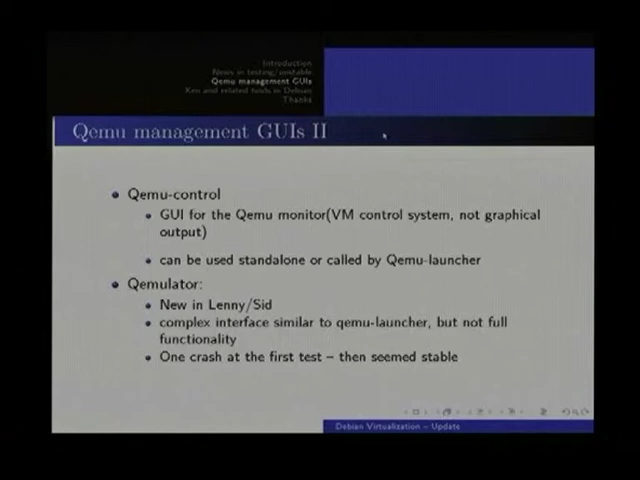 Introduction
News in testing/unstable
Qemu management GUIs
Xen and related tools in Debian
Thanks
Qemu management GUIs II
Qemu-control
GUI for the Qemu monitor(VM control system, not graphical
output)
can be used standalone or called by Qemu-launcher
Qemulator:
New in Lenny/Sid
complex interface similar to qemu-launcher, but not full
functionality
One crash at the first test – then seemed stable
Debian Virtualization – Update